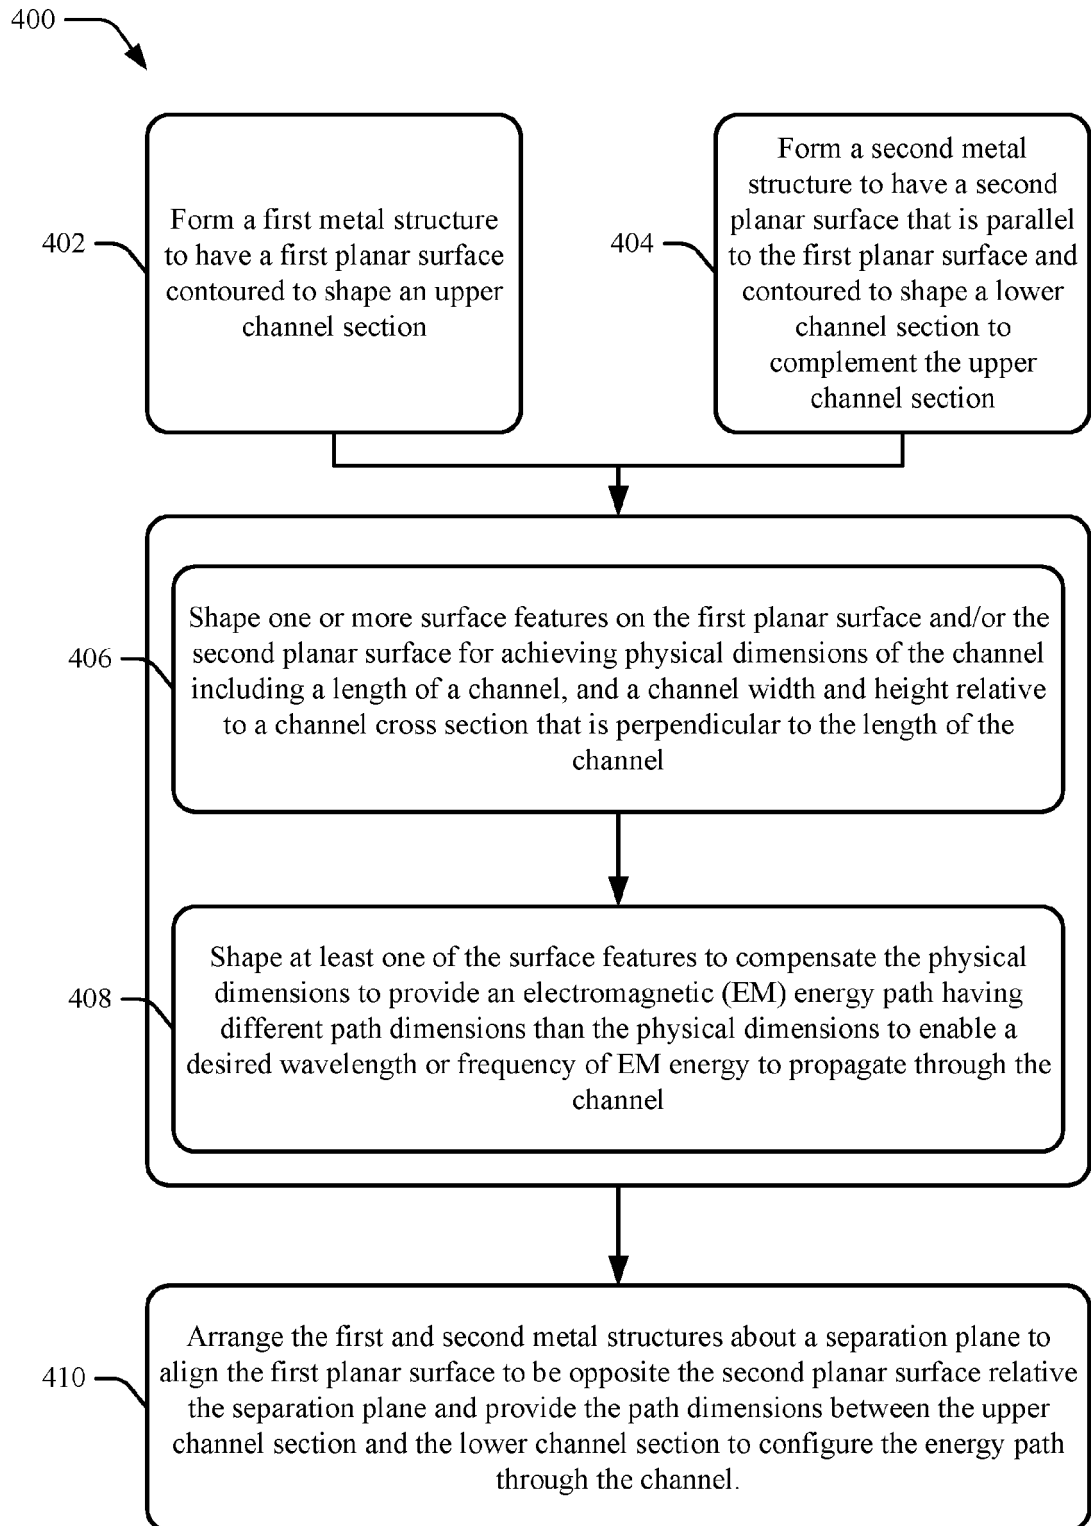 400
402
Form a first metal structure
to have a first planar surface
contoured to shape an upper
channel section
404
Form a second metal
structure to have a second
planar surface that is parallel
to the first planar surface and
contoured to shape a lower
channel section to
complement the upper
channel section
406
Shape one or more surface features on the first planar surface and/or the
second planar surface for achieving physical dimensions of the channel
including a length of a channel, and a channel width and height relative
to a channel cross section that is perpendicular to the length of the
channel
408
Shape at least one of the surface features to compensate the physical
dimensions to provide an electromagnetic (EM) energy path having
different path dimensions than the physical dimensions to enable a
desired wavelength or frequency of EM energy to propagate through the
channel
410
Arrange the first and second metal structures about a separation plane to
align the first planar surface to be opposite the second planar surface relative
the separation plane and provide the path dimensions between the upper
channel section and the lower channel section to configure the energy path
through the channel.